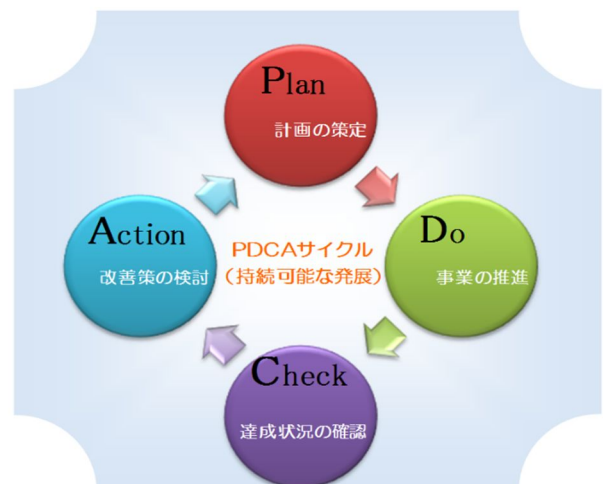 Plan
計画の策定
Action
改善策の検討
PDCAサイクル
（持続可能な発展）
Do
事業の推進
Check
達成状況の確認